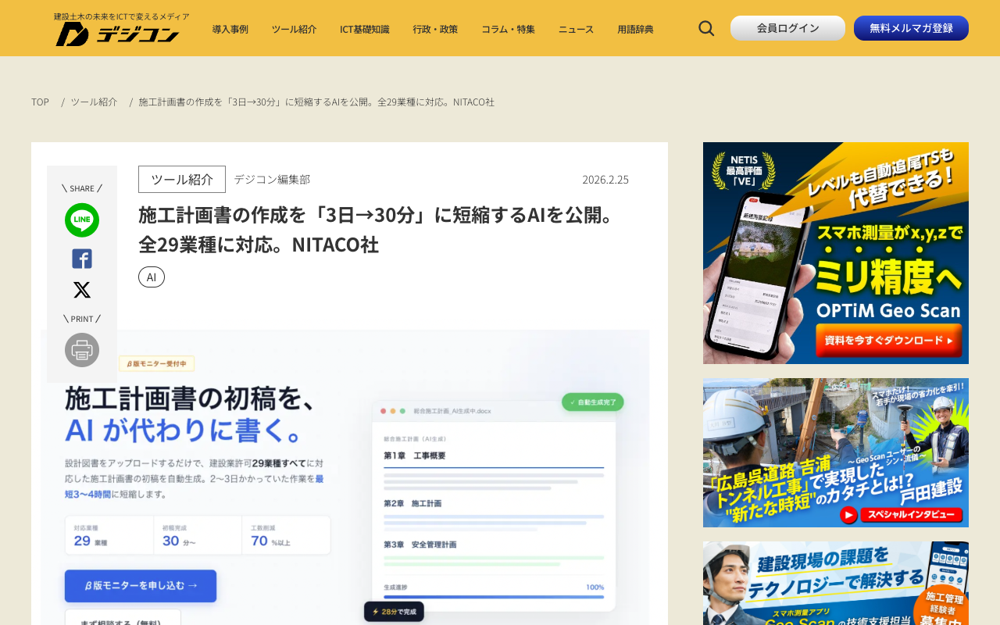 建設土木の未来をICTで変えるメディア
デジコン
導入事例
ツール紹介
ICT基礎知識
行政・政策
コラム・特集
ニュース
用語辞典
会員ログイン
無料メルマガ登録
TOP / ツール紹介 / 施工計画書の作成を「3日→30分」に短縮するAIを公開。全29業種に対応。NITACO社
\ SHARE /
LINE
\ PRINT /
ツール紹介
デジコン編集部
2026.2.25
施工計画書の作成を「3日→30分」に短縮するAIを公開。
全29業種に対応。NITACO社
AI
β版モニター受付中
施工計画書の初稿を、
AI が代わりに書く。
設計図書をアップロードするだけで、建設業許可29業種すべてに対
応した施工計画書の初稿を自動生成。2〜3日かかっていた作業を最
短3〜4時間に短縮します。
対応業種
29 業種
初稿完成
30 分〜
工数削減
70 %以上
β版モニターを申し込む →
まず相談する（無料）
総合施工計画_AI生成中.docx
✓ 自動生成完了
総合施工計画（AI生成）
第1章 工事概要
第2章 施工計画
第3章 安全管理計画
生成進捗
100%
⚡ 28分で完成
NETIS
最高評価
「VE」
レベルも自動追尾TSも
代替できる！
スマホ測量がx,y,zで
ミリ精度へ
OPTiM Geo Scan
資料を今すぐダウンロード
スマホだけ！
若手が現場の省力化を牽引！
〜Geo Scan ユーザーの
シン・流儀〜
「広島呉道路 吉浦
トンネル工事」で実現した
"新たな時短"のカタチとは!?
戸田建設
スペシャルインタビュー
建設現場の課題を
テクノロジーで解決する
スマホ測量アプリ
Geo Scanの技術支援担当
施工管理
経験者
募集中